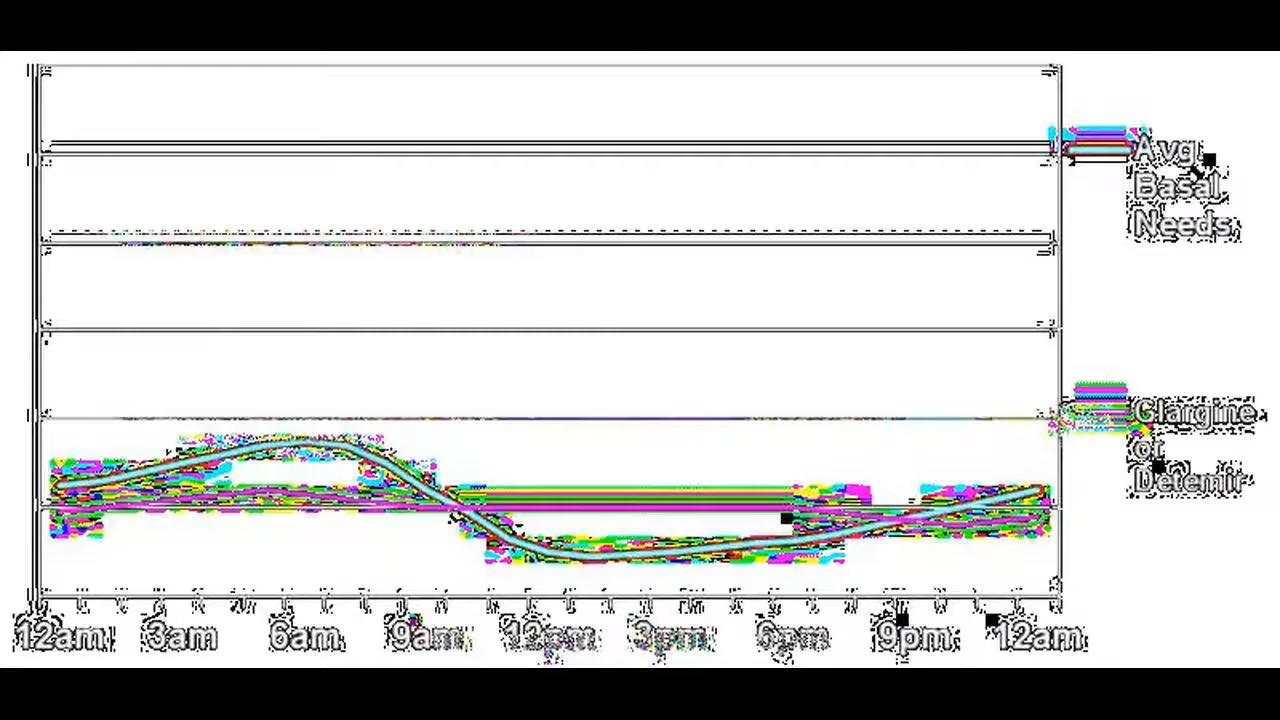 Avg.
Basal
Needs
Glargine
or
Detemir
12am 3am 6am 9am 12pm 3pm 6pm 9pm 12am